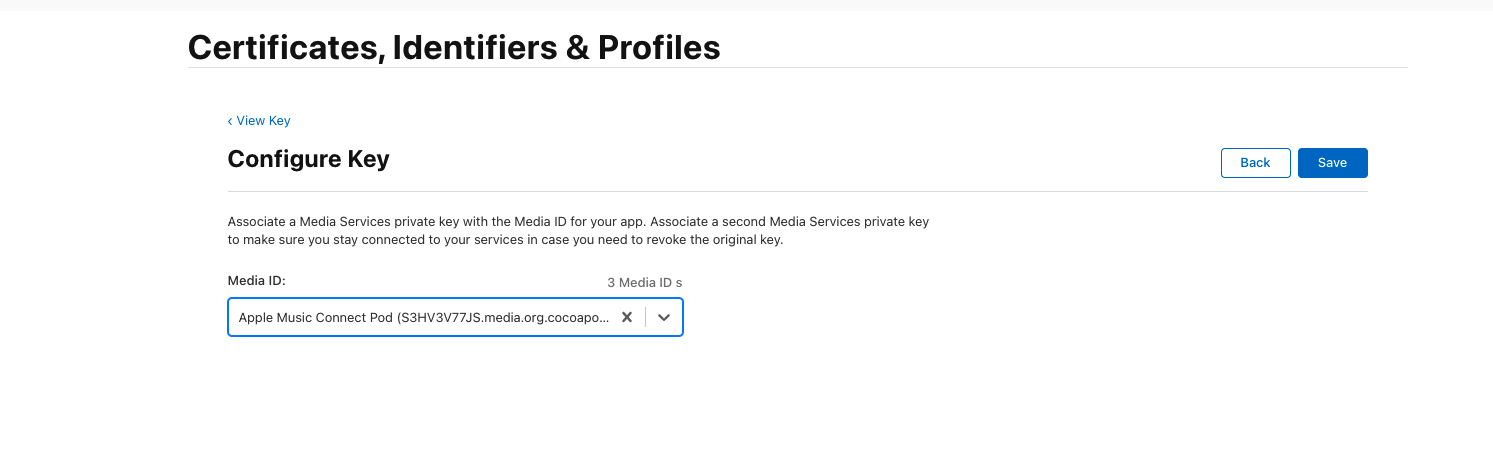 Certificates, Identifiers & Profiles
‹ View Key
Configure Key
Back
Save
Associate a Media Services private key with the Media ID for your app. Associate a second Media Services private key
to make sure you stay connected to your services in case you need to revoke the original key.
Media ID:
3 Media ID s
Apple Music Connect Pod (S3HV3V77JS.media.org.cocoapo...